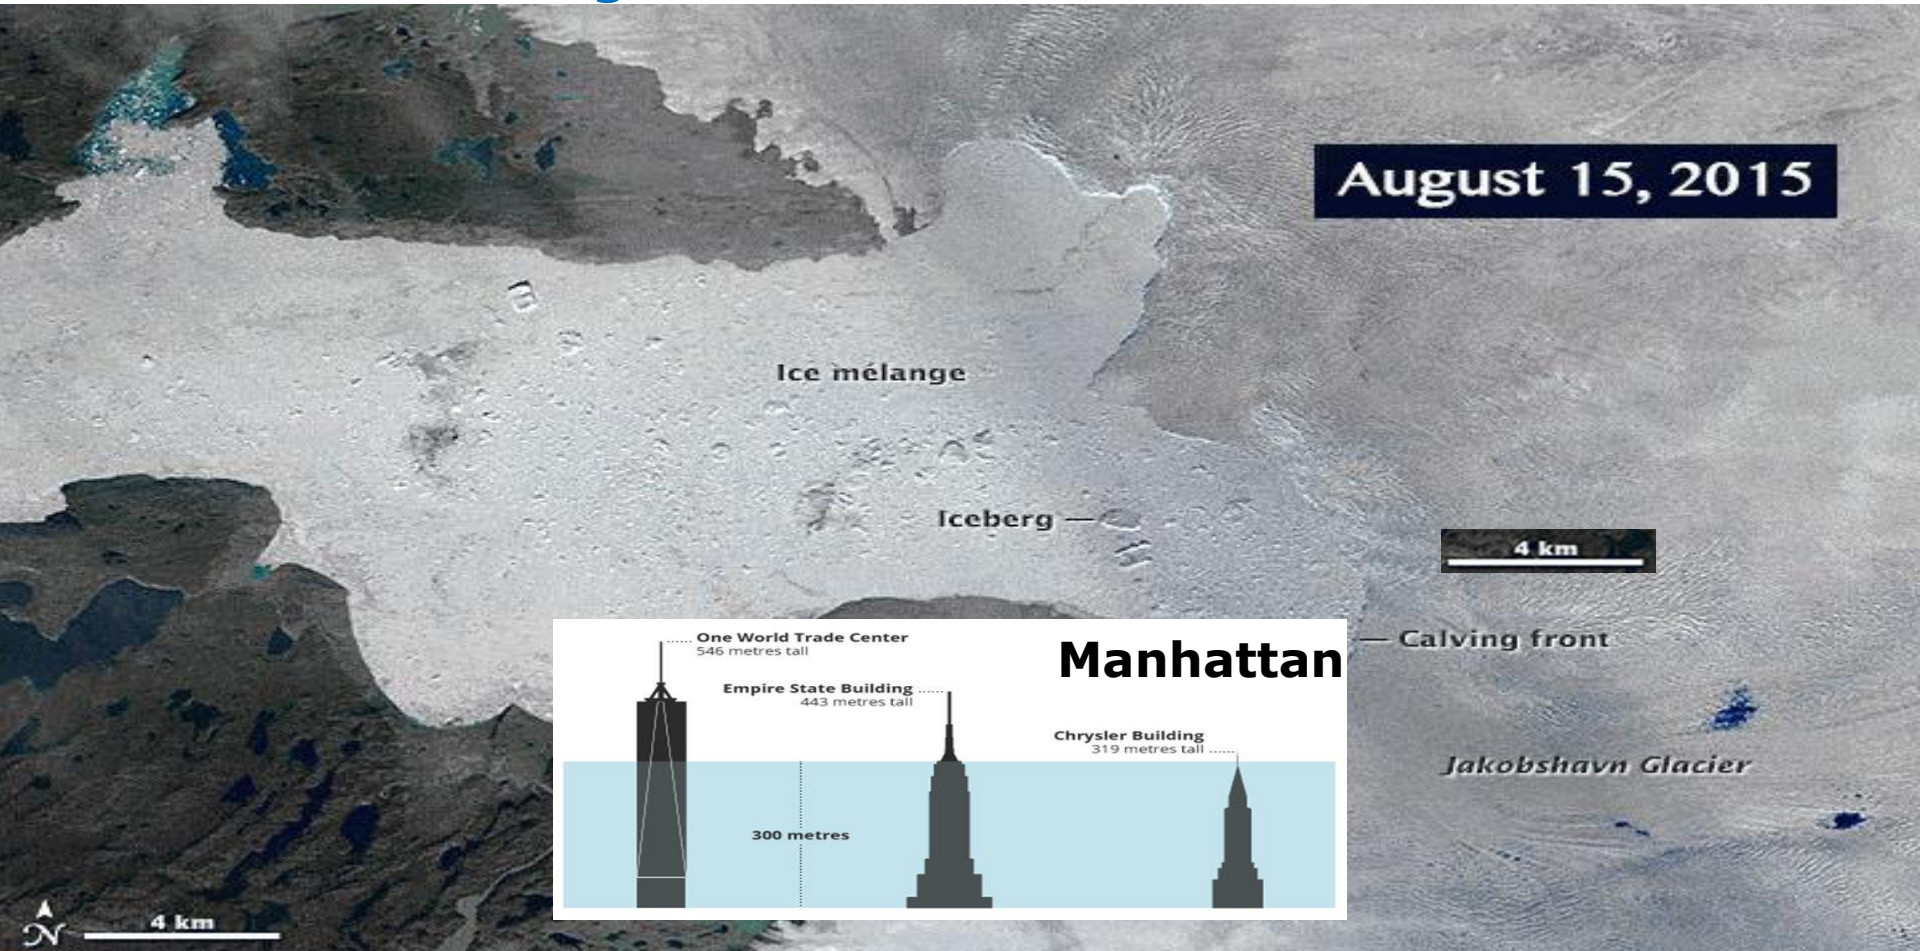 August 15, 2015
Ice mélange
Iceberg
4 km
Calving front
Jakobshavn Glacier
One World Trade Center
546 metres tall
Manhattan
Empire State Building
443 metres tall
Chrysler Building
319 metres tall
300 metres
N
4 km